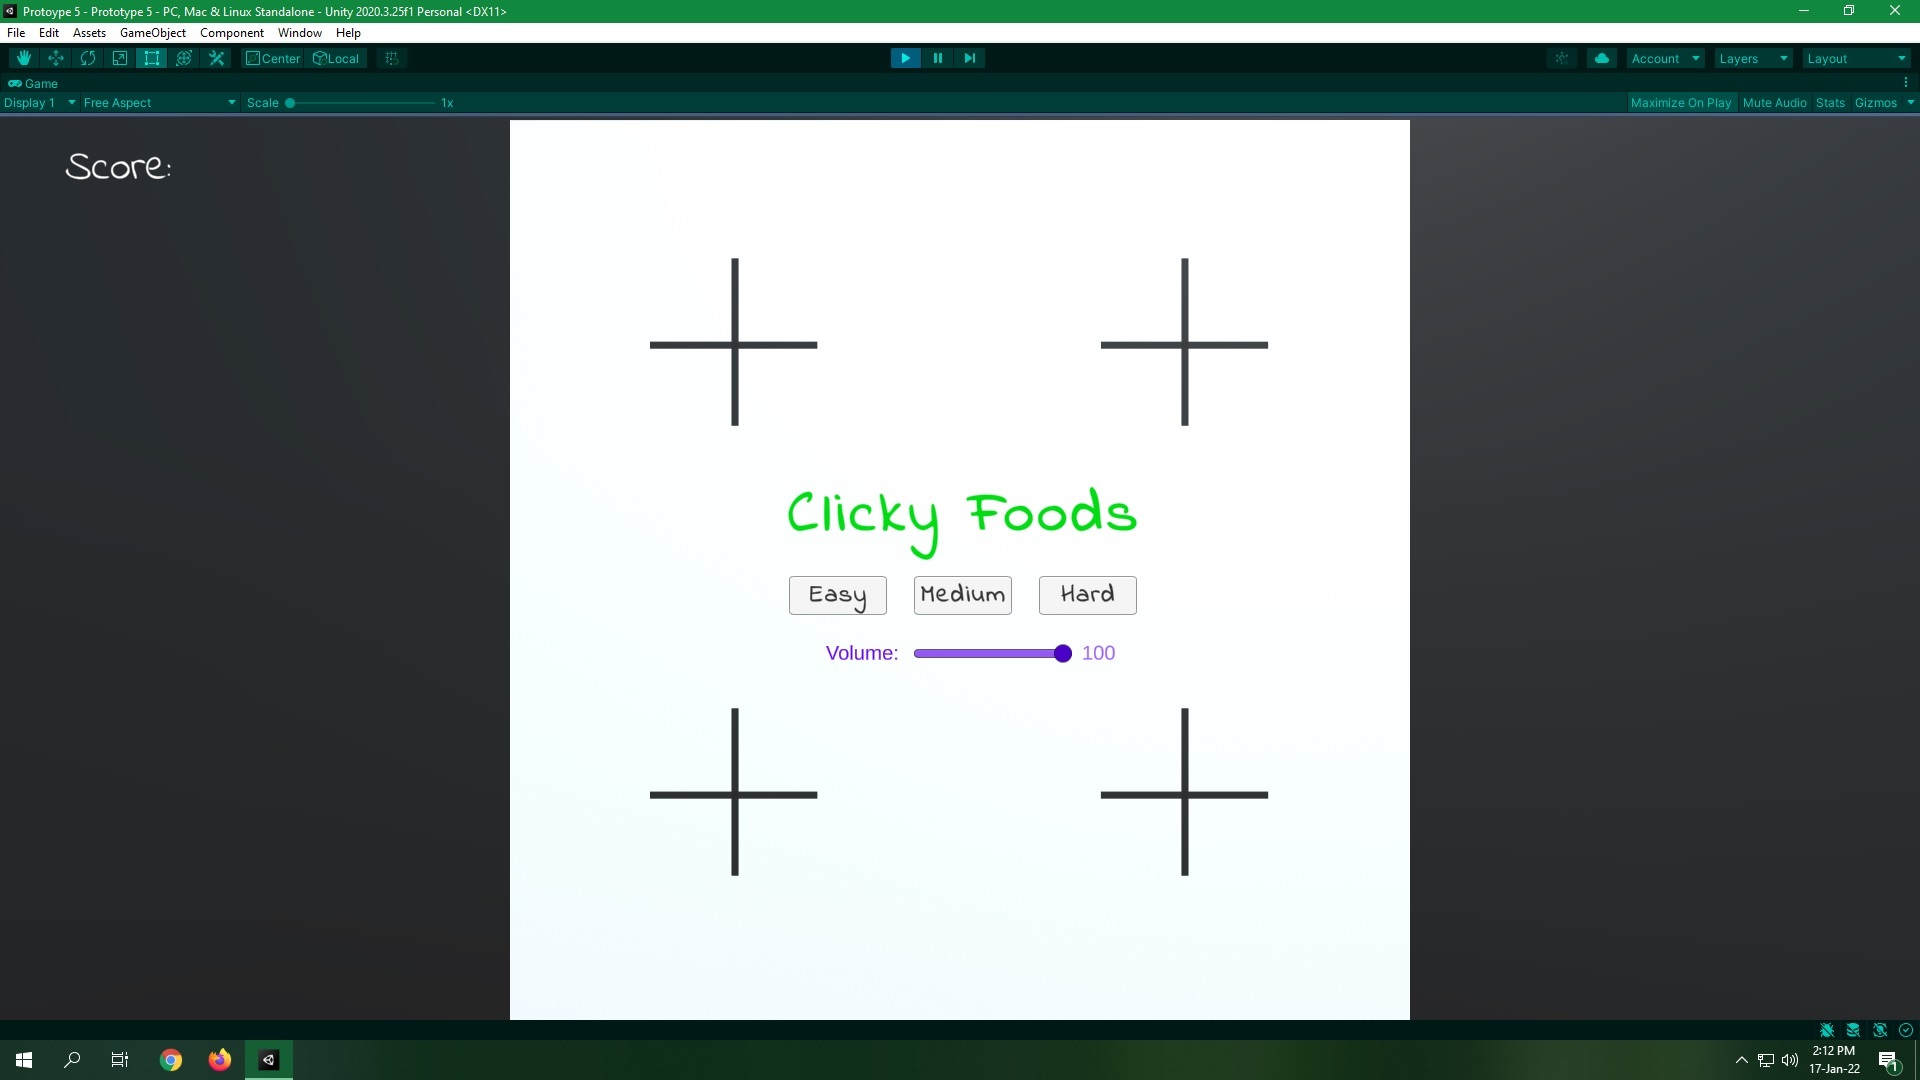 Protoype 5 - Prototype 5 - PC, Mac & Linux Standalone - Unity 2020.3.25f1 Personal <DX11>
File Edit Assets GameObject Component Window Help
Center Local Account Layers Layout
Game
Display 1 Free Aspect Scale 1x Maximize On Play Mute Audio Stats Gizmos
Score:
Clicky Foods
Easy Medium Hard
Volume: 100
2:12 PM
17-Jan-22
1